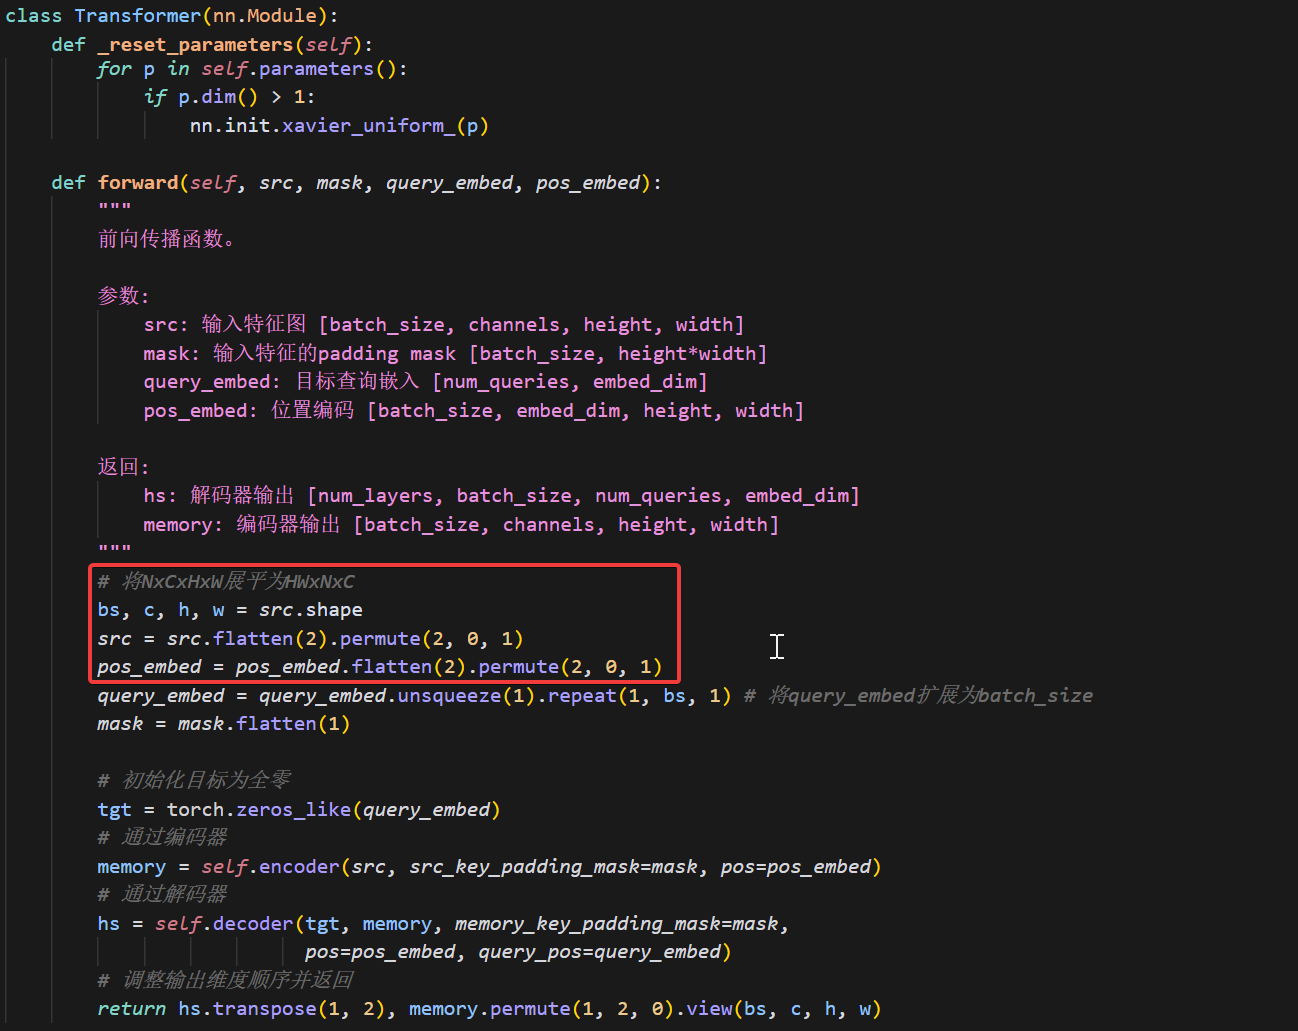 class Transformer(nn.Module):
    def _reset_parameters(self):
        for p in self.parameters():
            if p.dim() > 1:
                nn.init.xavier_uniform_(p)
    def forward(self, src, mask, query_embed, pos_embed):
        """
        前向传播函数。
        参数:
            src: 输入特征图 [batch_size, channels, height, width]
            mask: 输入特征的padding mask [batch_size, height*width]
            query_embed: 目标查询嵌入 [num_queries, embed_dim]
            pos_embed: 位置编码 [batch_size, embed_dim, height, width]
        返回:
            hs: 解码器输出 [num_layers, batch_size, num_queries, embed_dim]
            memory: 编码器输出 [batch_size, channels, height, width]
        """
        # 将NxCxHxW展平为HWxNxC
        bs, c, h, w = src.shape
        src = src.flatten(2).permute(2, 0, 1)
        pos_embed = pos_embed.flatten(2).permute(2, 0, 1)
        query_embed = query_embed.unsqueeze(1).repeat(1, bs, 1) # 将query_embed扩展为batch_size
        mask = mask.flatten(1)
        # 初始化目标为全零
        tgt = torch.zeros_like(query_embed)
        # 通过编码器
        memory = self.encoder(src, src_key_padding_mask=mask, pos=pos_embed)
        # 通过解码器
        hs = self.decoder(tgt, memory, memory_key_padding_mask=mask,
                          pos=pos_embed, query_pos=query_embed)
        # 调整输出维度顺序并返回
        return hs.transpose(1, 2), memory.permute(1, 2, 0).view(bs, c, h, w)